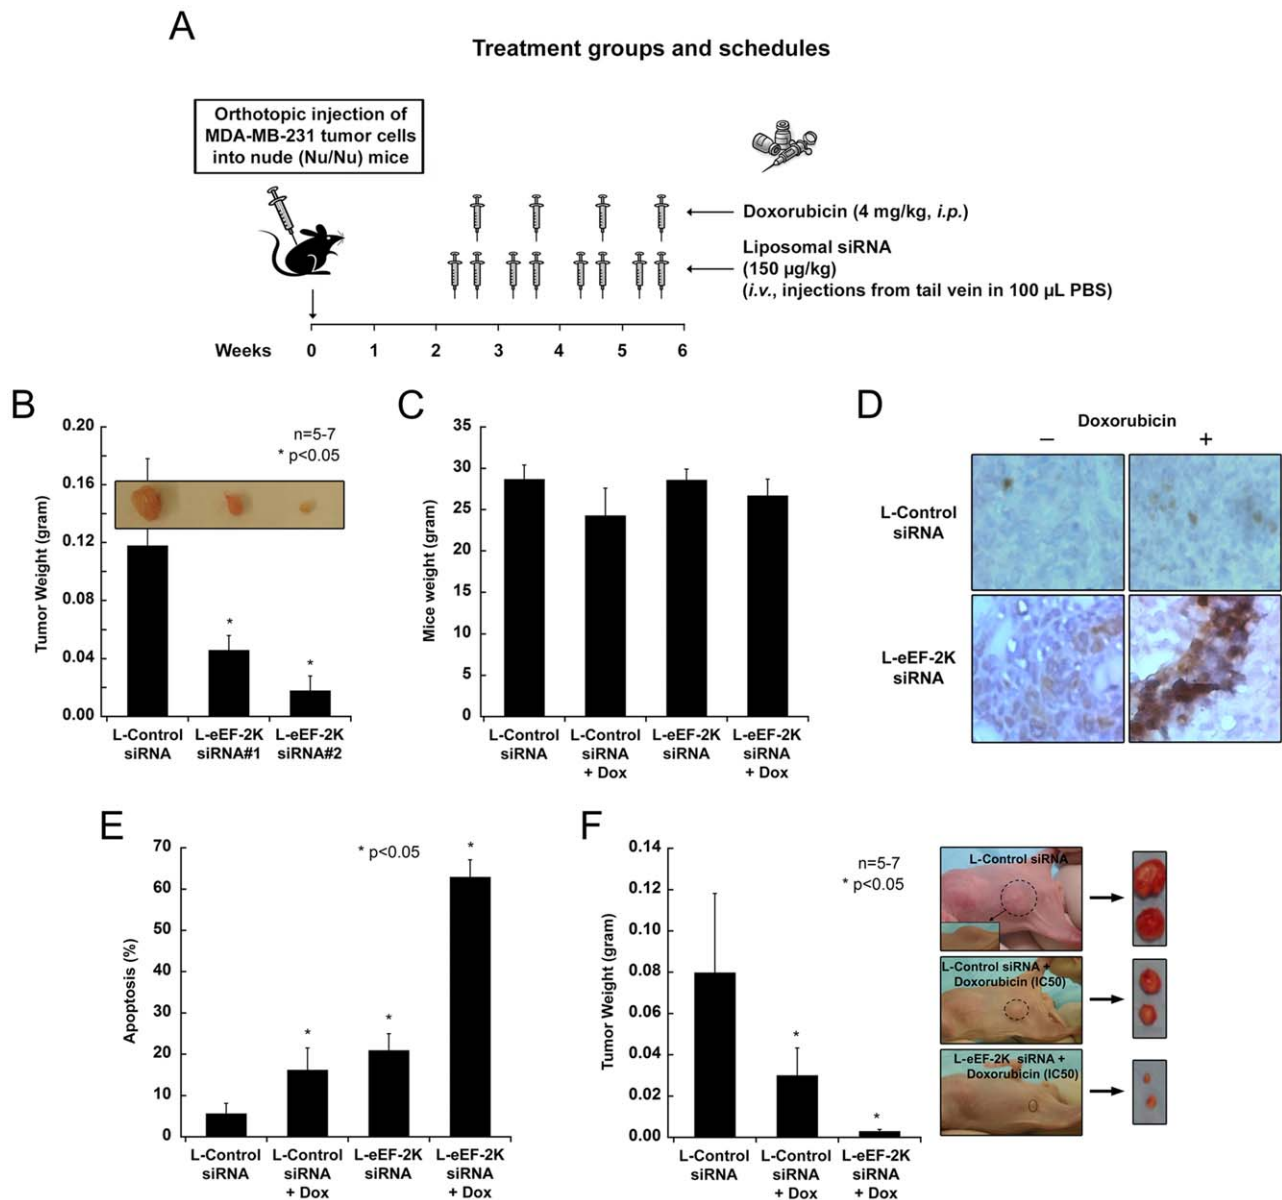 A
Treatment groups and schedules
Orthotopic injection of
MDA-MB-231 tumor cells
into nude (Nu/Nu) mice
Doxorubicin (4 mg/kg, i.p.)
Liposomal siRNA
(150 µg/kg)
(i.v., injections from tail vein in 100 µL PBS)
Weeks 0 1 2 3 4 5 6
B
Tumor Weight (gram)
0.20
0.16
0.12
0.08
0.04
0.00
n=5-7
* p<0.05
*
*
L-Control
siRNA
L-eEF-2K
siRNA#1
L-eEF-2K
siRNA#2
C
Mice weight (gram)
35
30
25
20
15
10
5
0
L-Control
siRNA
L-Control
siRNA
+ Dox
L-eEF-2K
siRNA
L-eEF-2K
siRNA
+ Dox
D
Doxorubicin
– +
L-Control
siRNA
L-eEF-2K
siRNA
E
Apoptosis (%)
70
60
50
40
30
20
10
0
* p<0.05
*
*
*
L-Control
siRNA
L-Control
siRNA
+ Dox
L-eEF-2K
siRNA
L-eEF-2K
siRNA
+ Dox
F
Tumor Weight (gram)
0.14
0.12
0.10
0.08
0.06
0.04
0.02
0.00
n=5-7
* p<0.05
*
*
L-Control
siRNA
L-Control
siRNA
+ Dox
L-eEF-2K
siRNA
+ Dox
L-Control siRNA
L-Control siRNA +
Doxorubicin (IC50)
L-eEF-2K siRNA +
Doxorubicin (IC50)